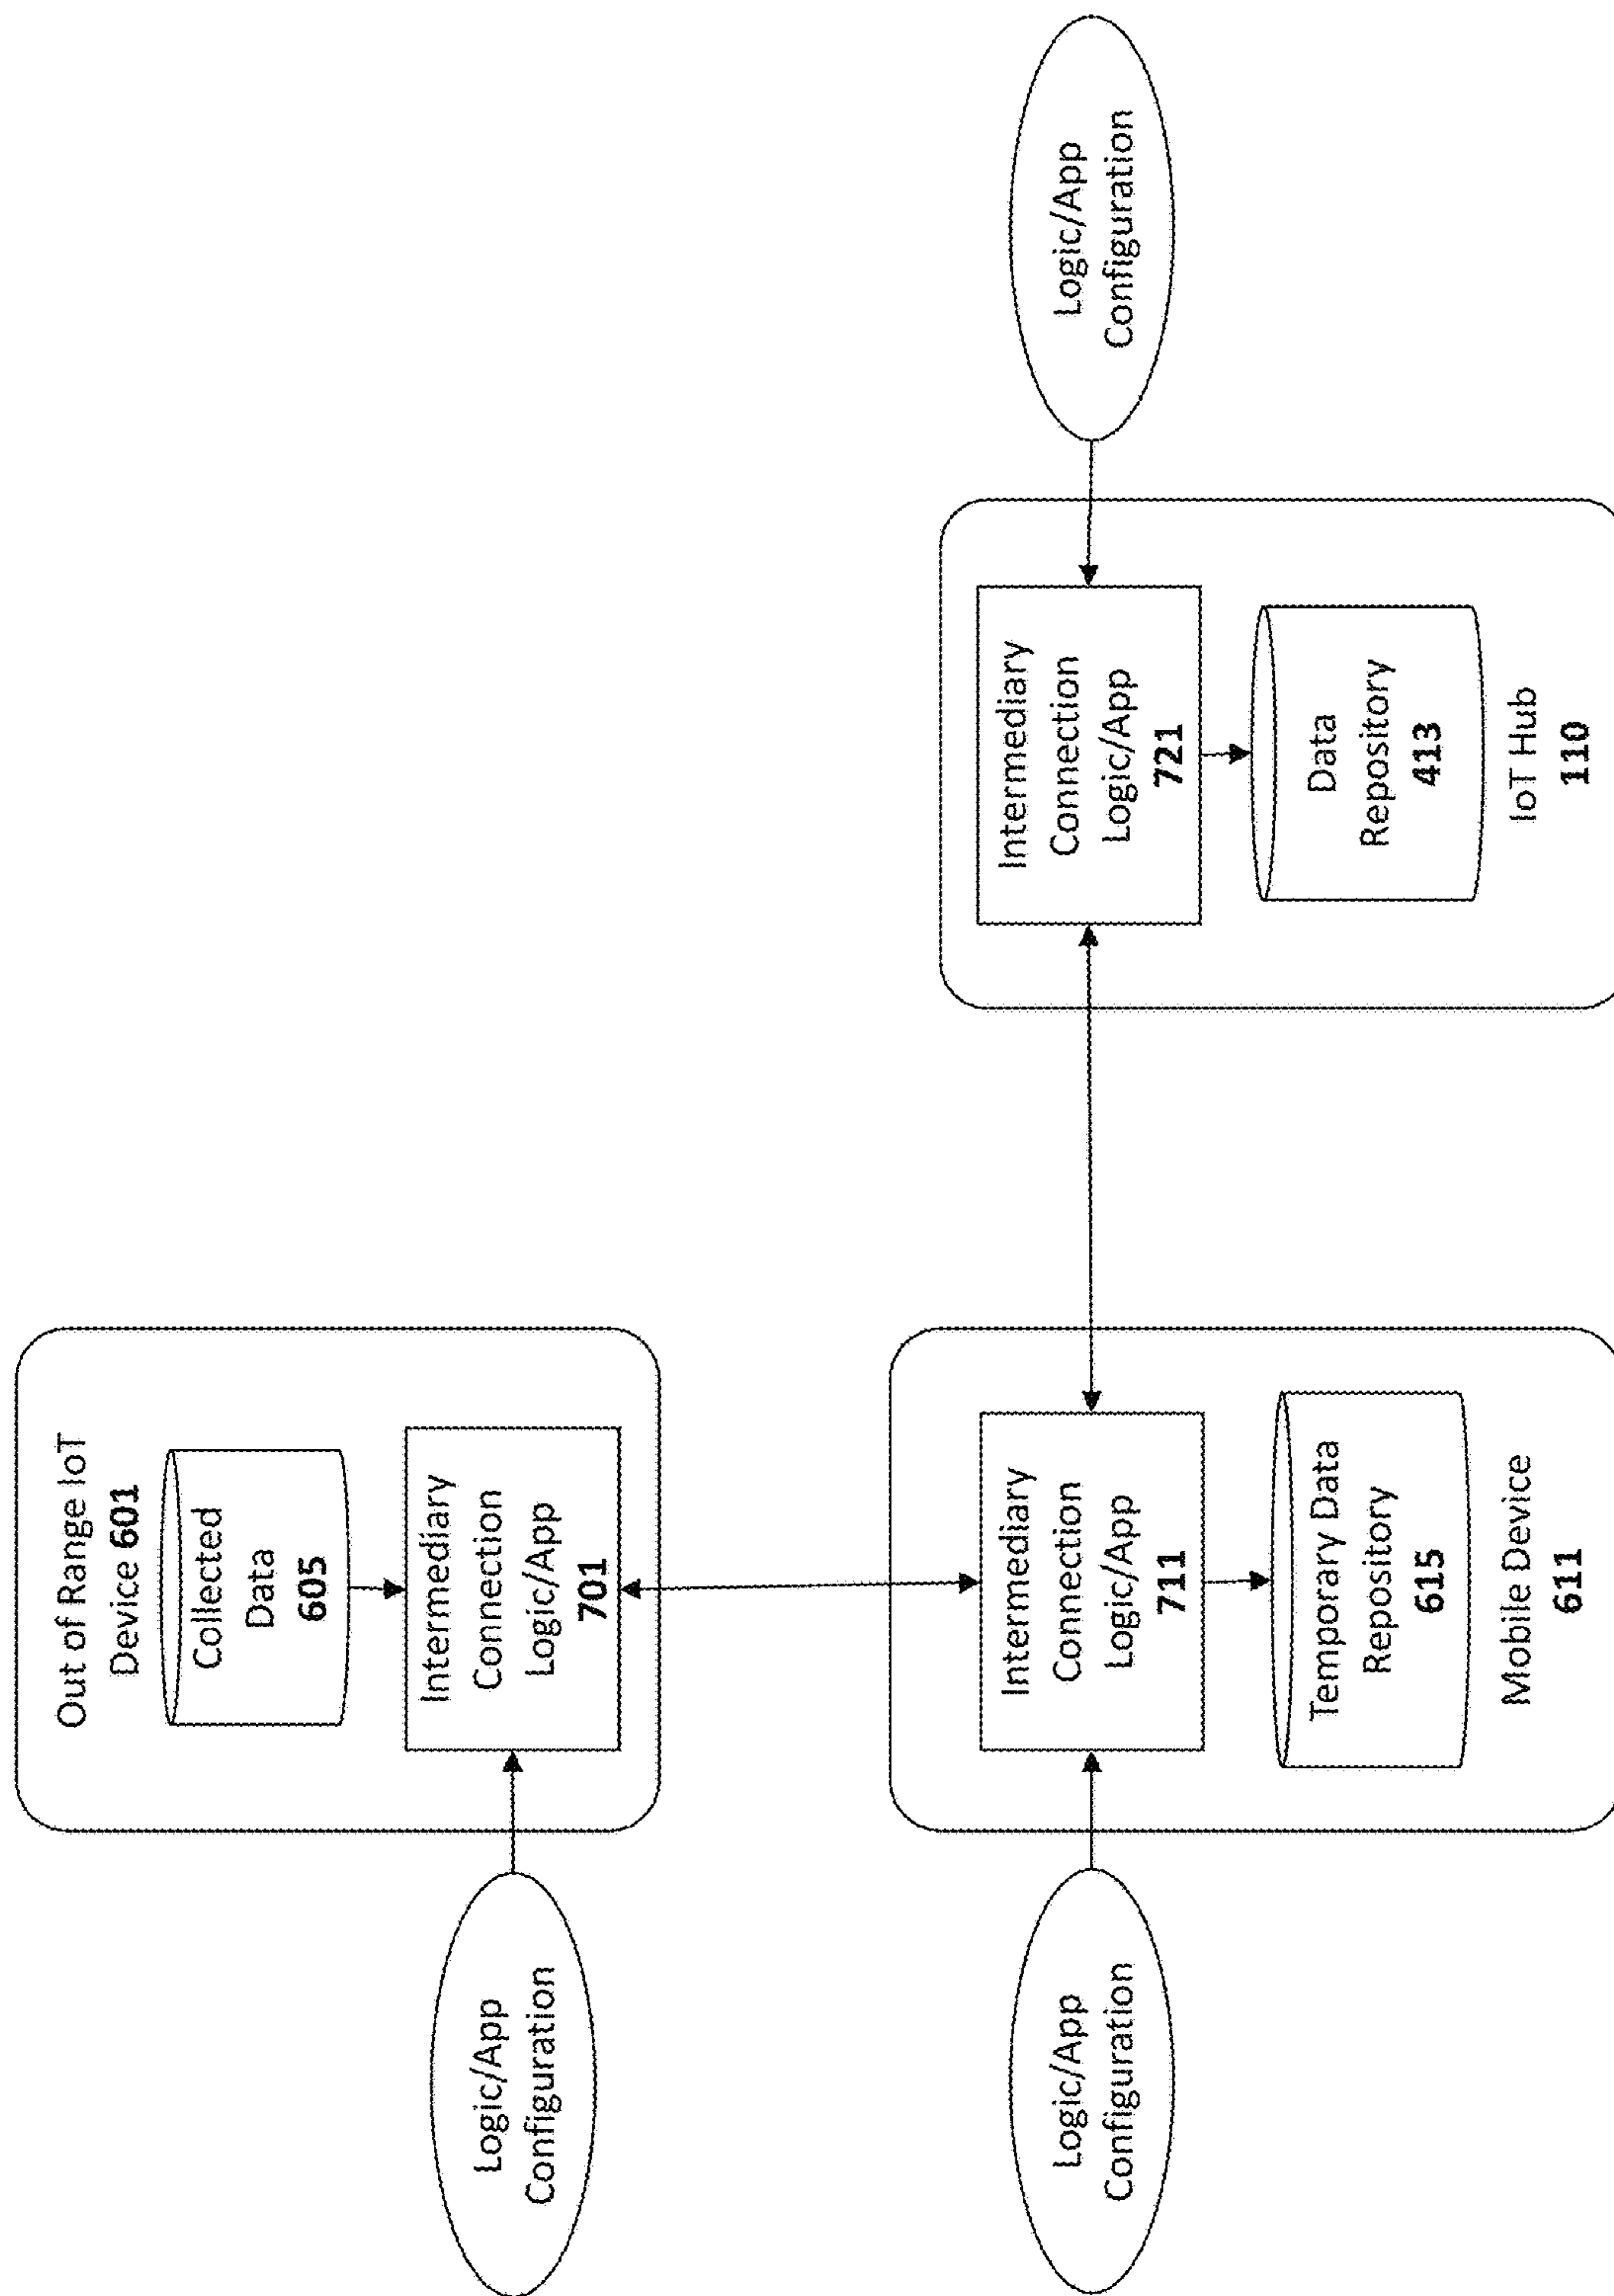 Out of Range IoT
Device 601
Collected
Data
605
Logic/App
Configuration
Intermediary
Connection
Logic/App
701
Logic/App
Configuration
Intermediary
Connection
Logic/App
711
Temporary Data
Repository
615
Mobile Device
611
Intermediary
Connection
Logic/App
721
Data
Repository
413
IoT Hub
110
Logic/App
Configuration